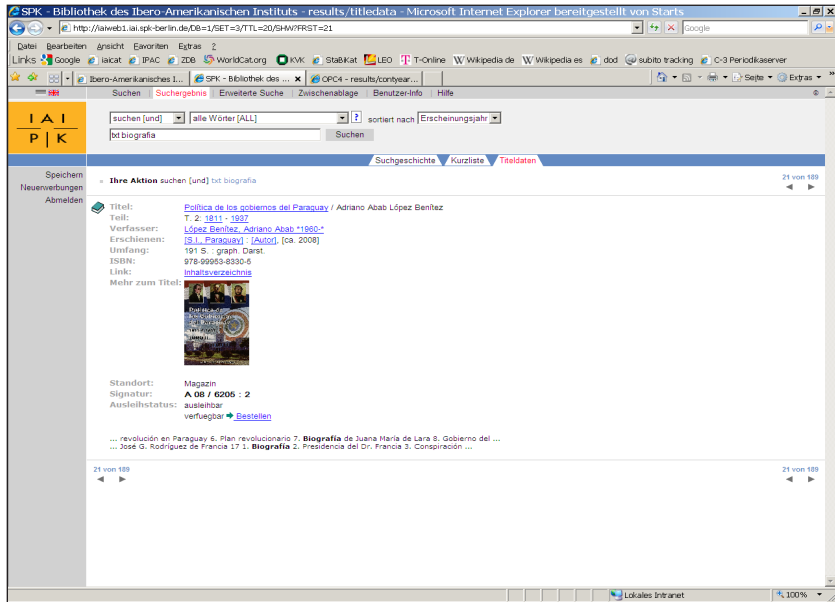 SPK - Bibliothek des Ibero-Amerikanischen Instituts - results/titledata - Microsoft Internet Explorer bereitgestellt von Starts
http://iaiweb1.iai.spk-berlin.de/DB=1/SET=3/TTL=20/SHW?FRST=21
Google
Datei Bearbeiten Ansicht Favoriten Extras ?
Links Google iaicat IPAC ZDB WorldCat.org KVK StaBiKat LEO T-Online Wikipedia de Wikipedia es dod subito tracking C-3 Periodikaserver
Ibero-Amerikanisches I... SPK - Bibliothek des ... OPC4 - results/contyear... Seite Extras »
Suchen | Suchergebnis | Erweiterte Suche | Zwischenablage | Benutzer-Info | Hilfe
I A I
P | K
suchen [und] alle Wörter [ALL] ? sortiert nach Erscheinungsjahr
txt biografia Suchen
Suchgeschichte Kurzliste Titeldaten
Speichern
Neuerwerbungen
Abmelden
Ihre Aktion suchen [und] txt biografia
21 von 189
Titel: Política de los gobiernos del Paraguay / Adriano Abab López Benítez
Teil: T. 2: 1811 - 1937
Verfasser: López Benítez, Adriano Abab *1960-*
Erschienen: [S.l., Paraguay] : [Autor], [ca. 2008]
Umfang: 191 S. : graph. Darst.
ISBN: 978-99953-8330-5
Link: Inhaltsverzeichnis
Mehr zum Titel:
Standort: Magazin
Signatur: A 08 / 6205 : 2
Ausleihstatus: ausleihbar
verfuegbar Bestellen
... revolución en Paraguay 6. Plan revolucionario 7. Biografía de Juana María de Lara 8. Gobierno del ...
... José G. Rodríguez de Francia 17 1. Biografía 2. Presidencia del Dr. Francia 3. Conspiración ...
21 von 189
21 von 189
Lokales Intranet 100%